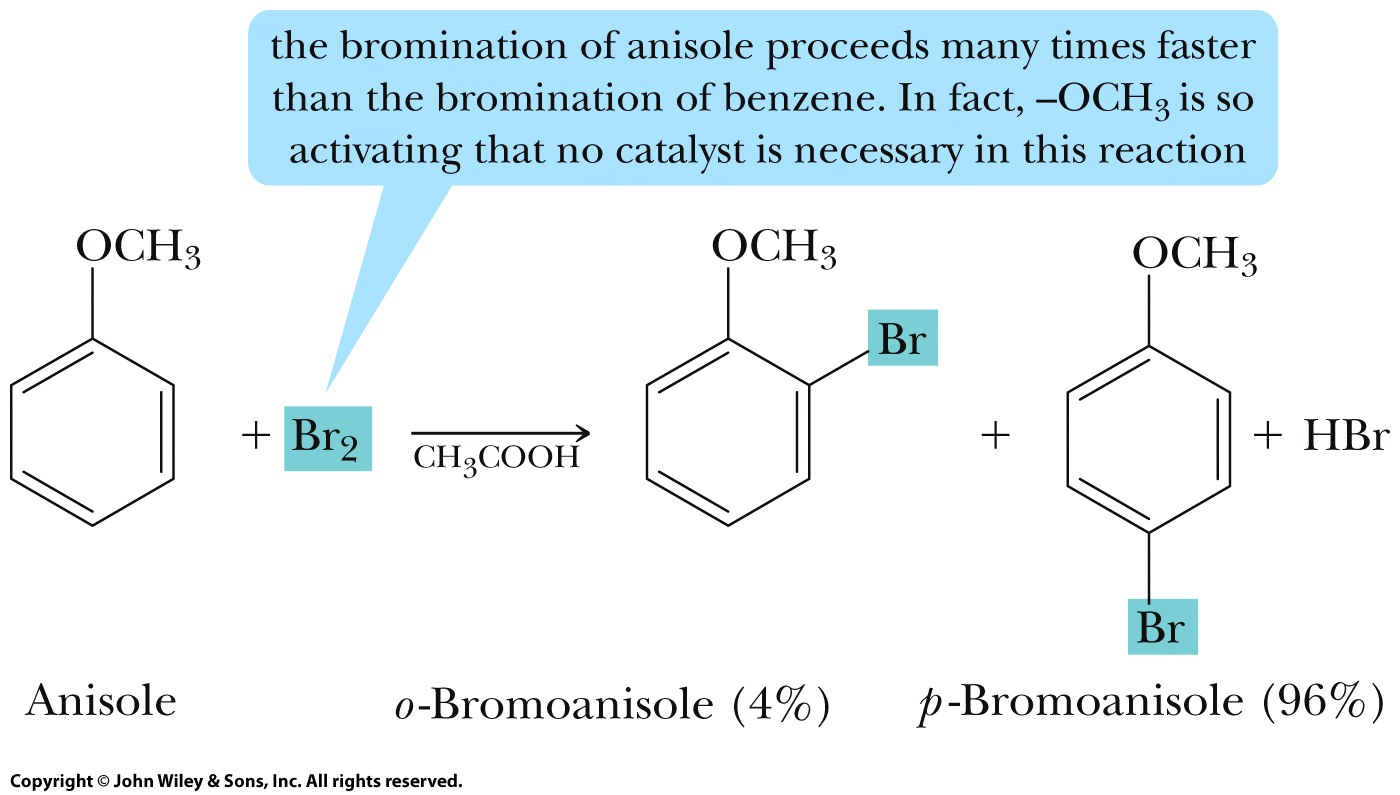 the bromination of anisole proceeds many times faster
than the bromination of benzene. In fact, –OCH₃ is so
activating that no catalyst is necessary in this reaction
OCH₃
OCH₃
OCH₃
Br
+ Br₂
CH₃COOH
+
+ HBr
Br
Anisole
o-Bromoanisole (4%)
p-Bromoanisole (96%)
Copyright © John Wiley & Sons, Inc. All rights reserved.